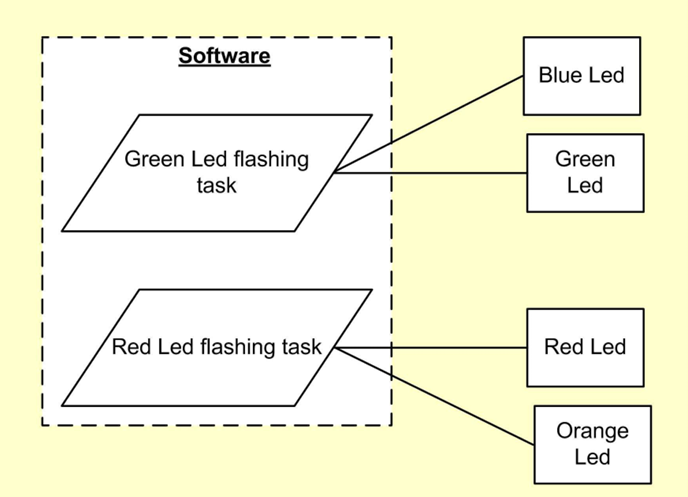 Software
Blue Led
Green Led flashing
task
Green
Led
Red Led flashing task
Red Led
Orange
Led